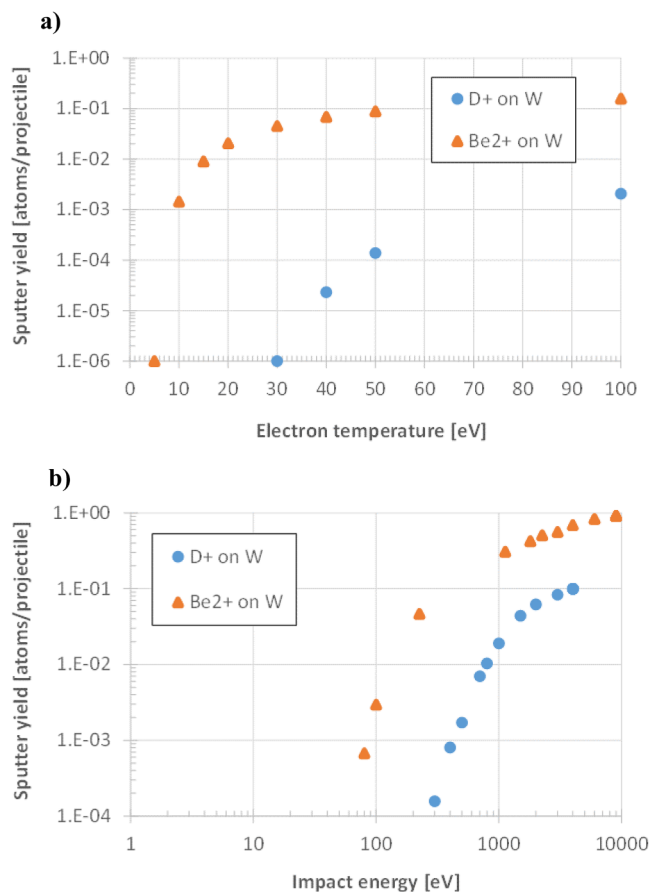 a)
Sputter yield [atoms/projectile]
1.E+00
1.E-01
1.E-02
1.E-03
1.E-04
1.E-05
1.E-06
D+ on W
Be2+ on W
0 10 20 30 40 50 60 70 80 90 100
Electron temperature [eV]
b)
Sputter yield [atoms/projectile]
1.E+00
1.E-01
1.E-02
1.E-03
1.E-04
D+ on W
Be2+ on W
1 10 100 1000 10000
Impact energy [eV]